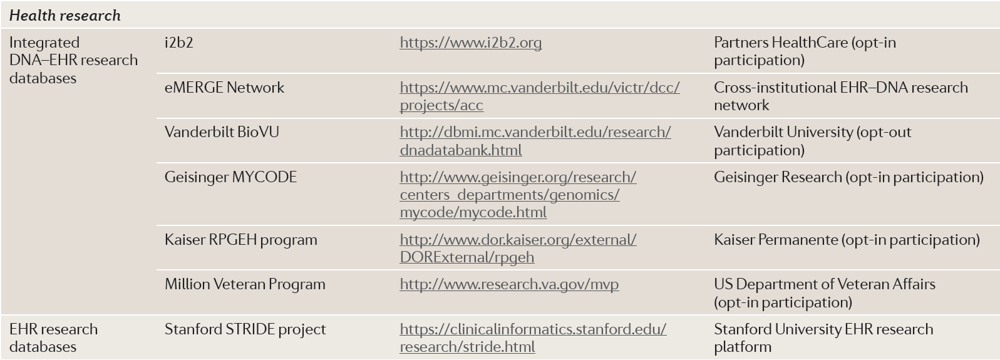 Health research
Integrated
DNA–EHR research
databases
i2b2
https://www.i2b2.org
Partners HealthCare (opt-in
participation)
eMERGE Network
https://www.mc.vanderbilt.edu/victr/dcc/
projects/acc
Cross-institutional EHR–DNA research
network
Vanderbilt BioVU
http://dbmi.mc.vanderbilt.edu/research/
dnadatabank.html
Vanderbilt University (opt-out
participation)
Geisinger MYCODE
http://www.geisinger.org/research/
centers_departments/genomics/
mycode/mycode.html
Geisinger Research (opt-in participation)
Kaiser RPGEH program
http://www.dor.kaiser.org/external/
DORExternal/rpgeh
Kaiser Permanente (opt-in participation)
Million Veteran Program
http://www.research.va.gov/mvp
US Department of Veteran Affairs
(opt-in participation)
EHR research
databases
Stanford STRIDE project
https://clinicalinformatics.stanford.edu/
research/stride.html
Stanford University EHR research
platform